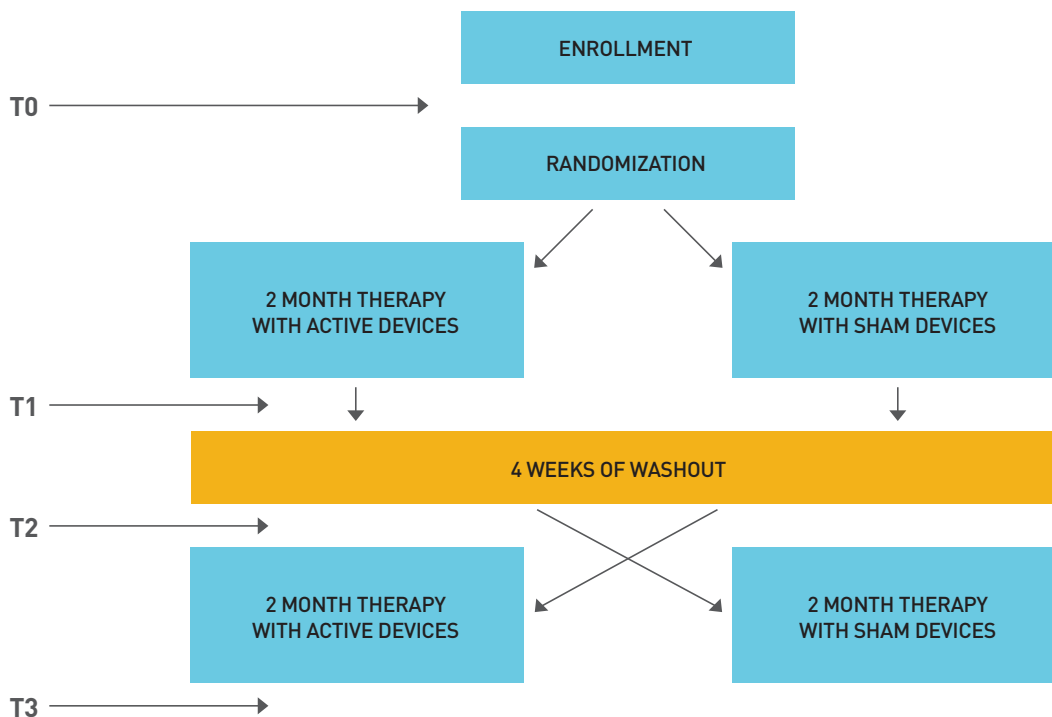 ENROLLMENT
T0
RANDOMIZATION
2 MONTH THERAPY
WITH ACTIVE DEVICES
2 MONTH THERAPY
WITH SHAM DEVICES
T1
4 WEEKS OF WASHOUT
T2
2 MONTH THERAPY
WITH ACTIVE DEVICES
2 MONTH THERAPY
WITH SHAM DEVICES
T3